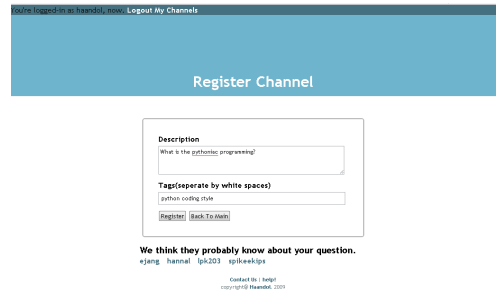 You're logged-in as haandol, now. Logout My Channels
Register Channel
Description
What is the pythoniac programming?
Tags(seperate by white spaces)
python coding style
Register Back To Main
We think they probably know about your question.
ejang hannal lpk203 spikeekips
Contact Us | help!
copyright@ Haandol. 2009